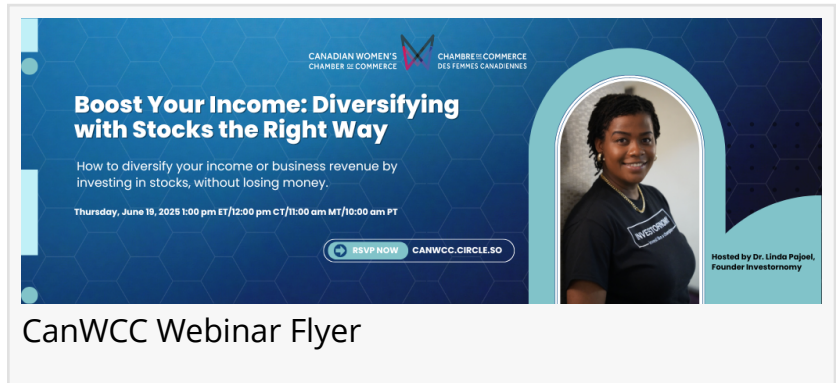 CANADIAN WOMEN'S
CHAMBER OF COMMERCE
CHAMBRE DE COMMERCE
DES FEMMES CANADIENNES
Boost Your Income: Diversifying
with Stocks the Right Way
How to diversify your income or business revenue by
investing in stocks, without losing money.
Thursday, June 19, 2025 1:00 pm ET/12:00 pm CT/11:00 am MT/10:00 am PT
RSVP NOW CANWCC.CIRCLE.SO
INVESTORNOMY
Hosted by Dr. Linda Pajoel,
Founder Investornomy
CanWCC Webinar Flyer